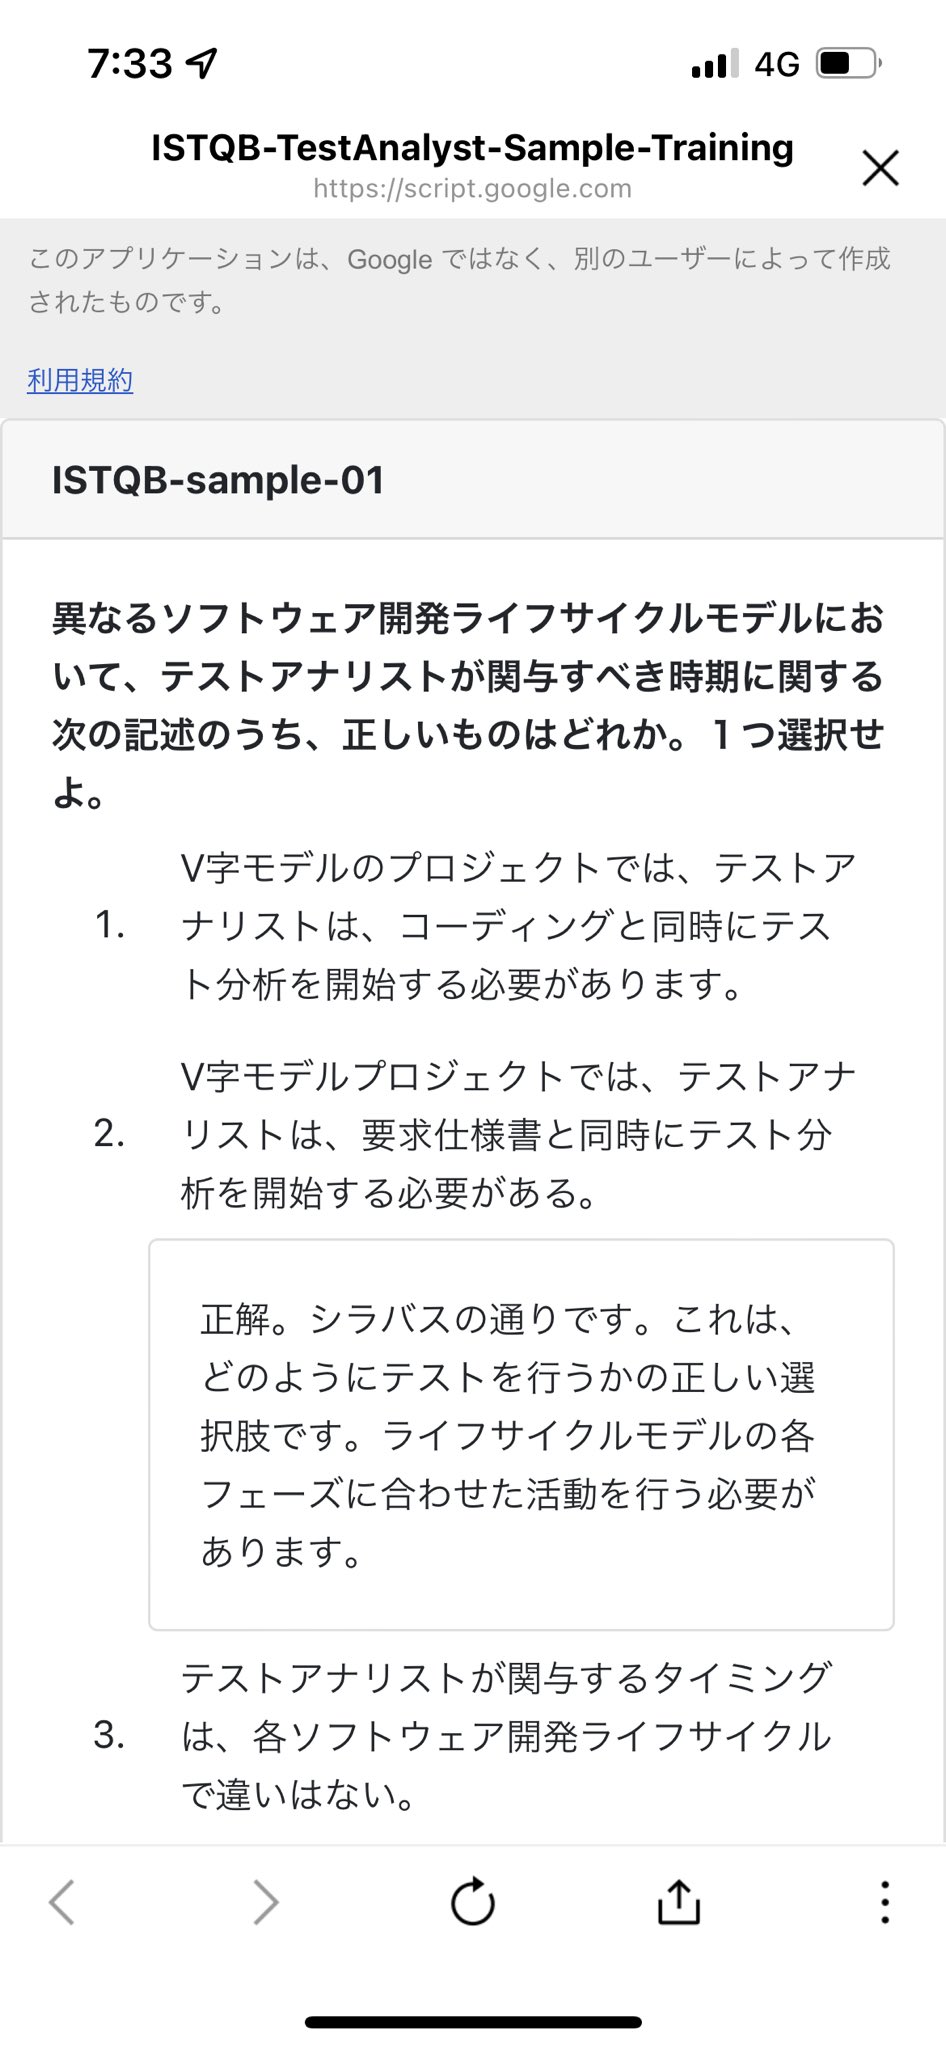 7:33
4G
ISTQB-TestAnalyst-Sample-Training
https://script.google.com
このアプリケーションは、Google ではなく、別のユーザーによって作成
されたものです。
利用規約
ISTQB-sample-01
異なるソフトウェア開発ライフサイクルモデルにお
いて、テストアナリストが関与すべき時期に関する
次の記述のうち、正しいものはどれか。１つ選択せ
よ。
V字モデルのプロジェクトでは、テストア
1. ナリストは、コーディングと同時にテス
ト分析を開始する必要があります。
V字モデルプロジェクトでは、テストアナ
2. リストは、要求仕様書と同時にテスト分
析を開始する必要がある。
正解。シラバスの通りです。これは、
どのようにテストを行うかの正しい選
択肢です。ライフサイクルモデルの各
フェーズに合わせた活動を行う必要が
あります。
テストアナリストが関与するタイミング
3. は、各ソフトウェア開発ライフサイクル
で違いはない。